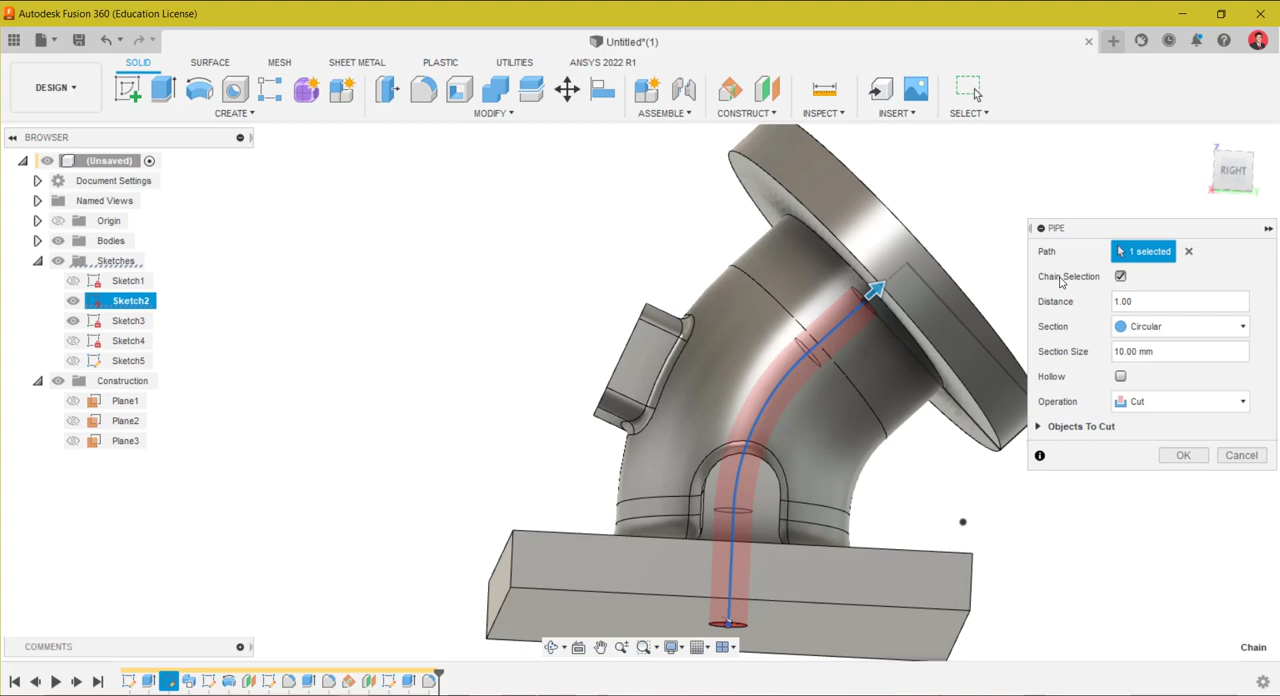 Autodesk Fusion 360 (Education License)
Untitled*(1)
SOLID SURFACE MESH SHEET METAL PLASTIC UTILITIES ANSYS 2022 R1
DESIGN
CREATE MODIFY ASSEMBLE CONSTRUCT INSPECT INSERT SELECT
BROWSER
(Unsaved)
Document Settings
Named Views
Origin
Bodies
Sketches
Sketch1
Sketch2
Sketch3
Sketch4
Sketch5
Construction
Plane1
Plane2
Plane3
Z
RIGHT
X Y
PIPE
Path 1 selected
Chain Selection
Distance 1.00
Section Circular
Section Size 10.00 mm
Hollow
Operation Cut
Objects To Cut
OK Cancel
COMMENTS
Chain